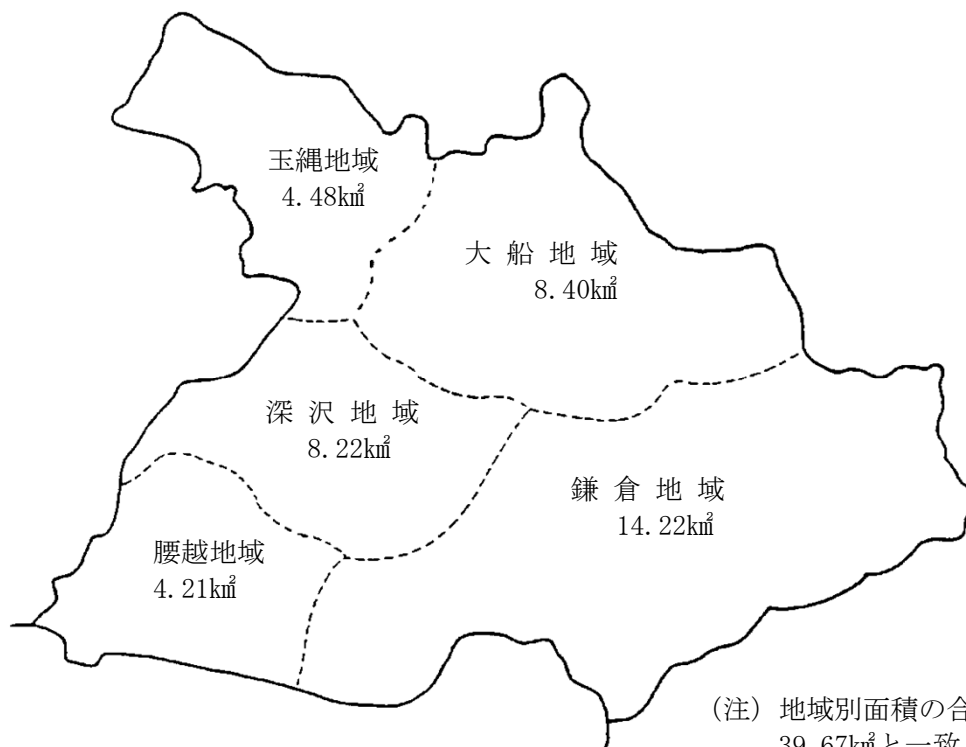 玉縄地域
4.48㎢
大 船 地 域
8.40㎢
深 沢 地 域
8.22㎢
鎌 倉 地 域
14.22㎢
腰越地域
4.21㎢
(注) 地域別面積の合
39.67㎢と一致